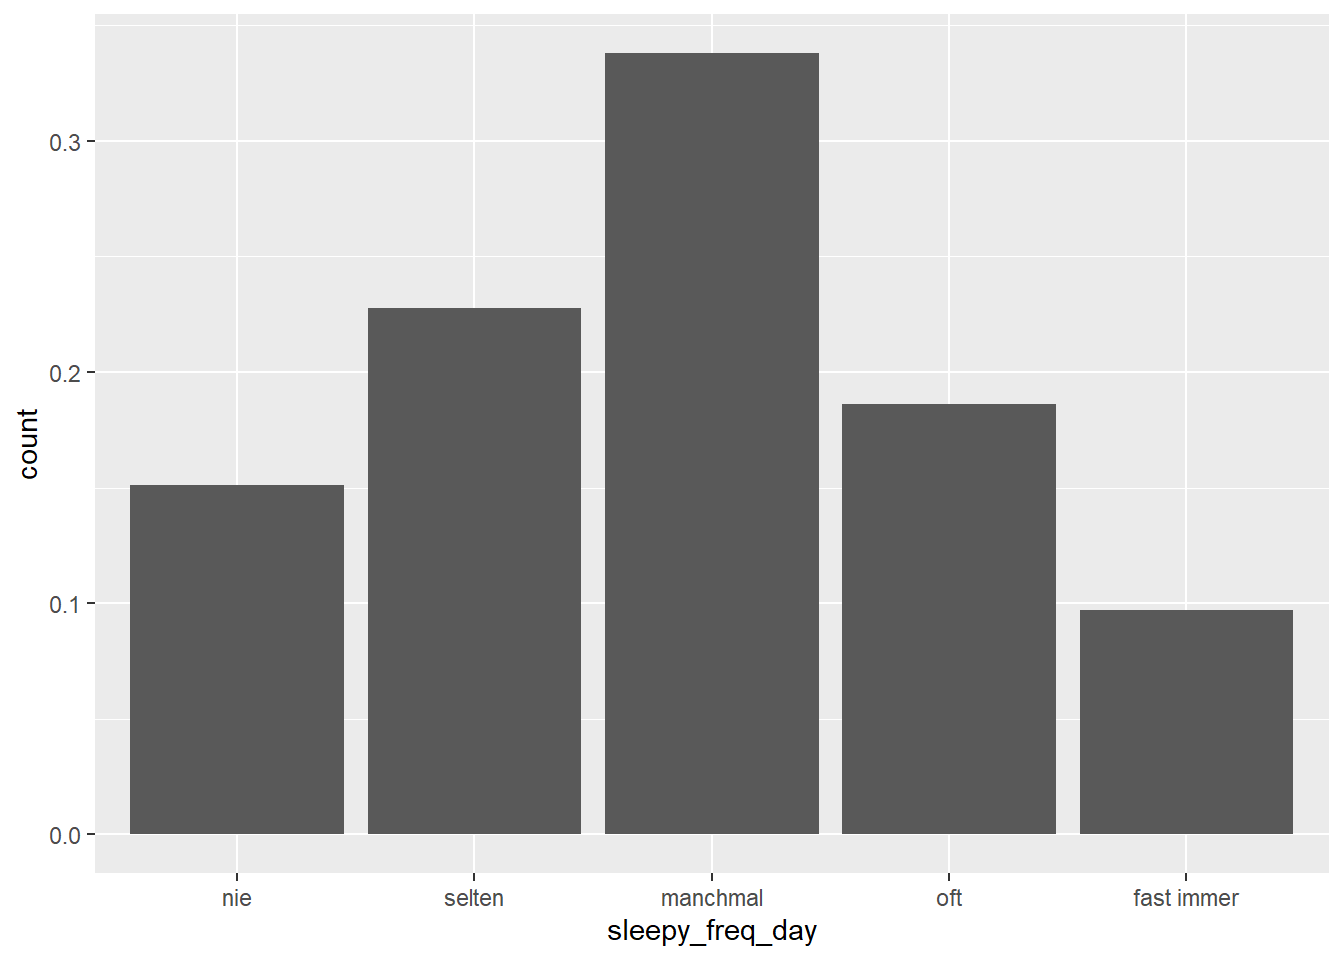 0.3
0.2
0.1
0.0
count
nie selten manchmal oft fast immer
sleepy_freq_day